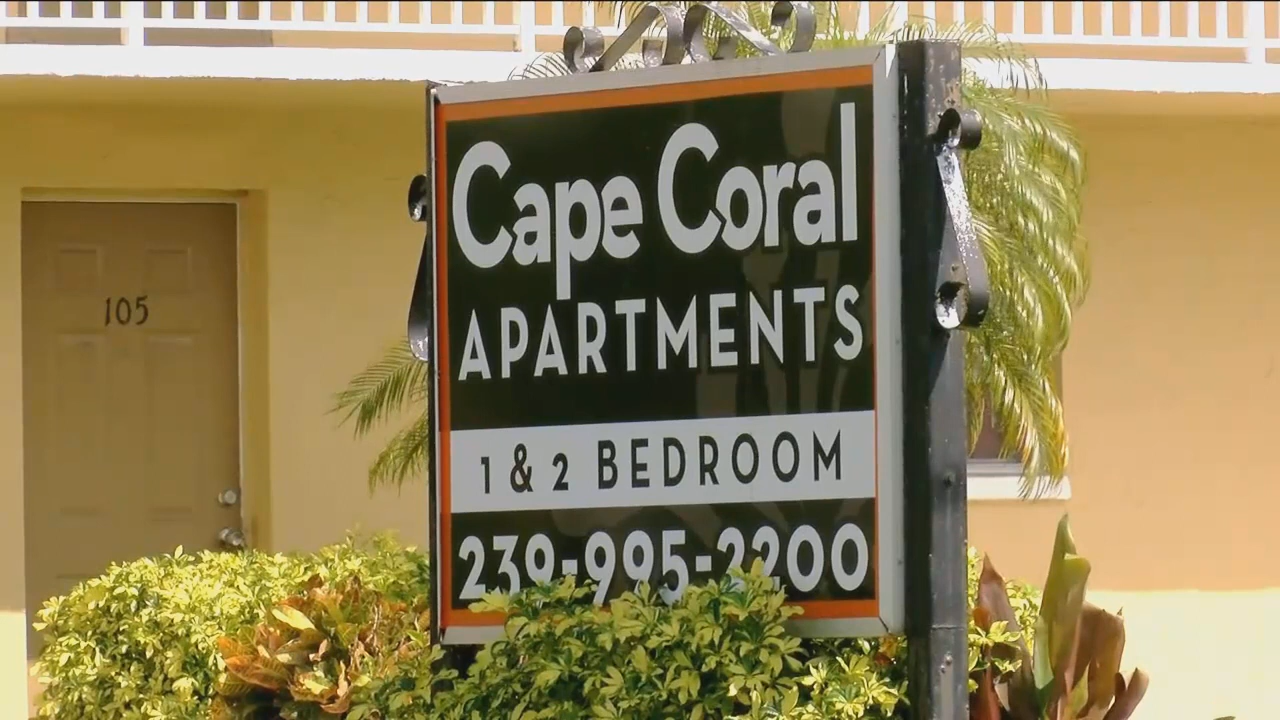 105
Cape Coral
APARTMENTS
1 & 2 BEDROOM
239-995-2200